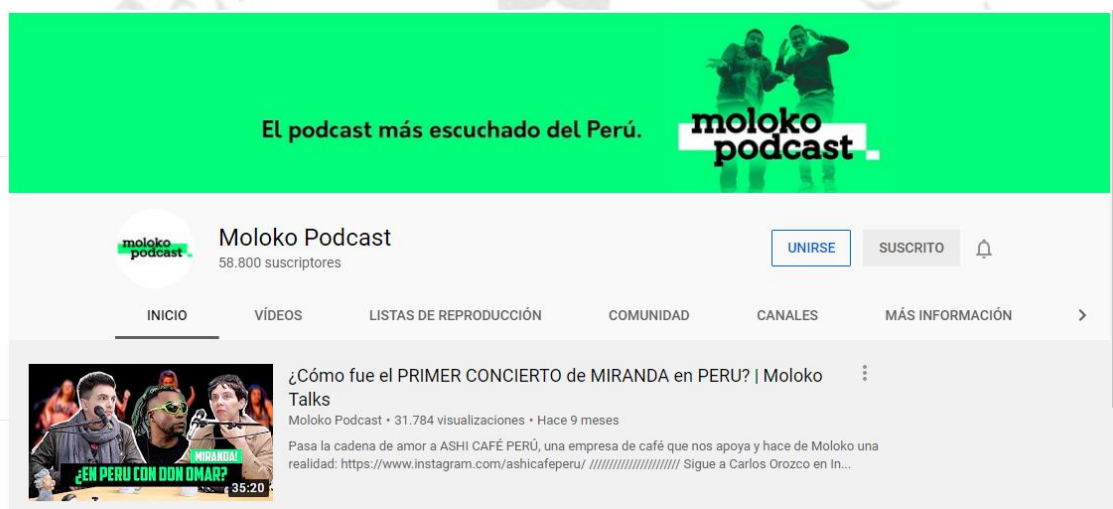 El podcast más escuchado del Perú.
moloko
podcast
moloko
podcast
Moloko Podcast
58.800 suscriptores
UNIRSE
SUSCRITO
INICIO
VÍDEOS
LISTAS DE REPRODUCCIÓN
COMUNIDAD
CANALES
MÁS INFORMACIÓN
¿Cómo fue el PRIMER CONCIERTO de MIRANDA en PERU? | Moloko
Talks
Moloko Podcast • 31.784 visualizaciones • Hace 9 meses
Pasa la cadena de amor a ASHI CAFÉ PERÚ, una empresa de café que nos apoya y hace de Moloko una
realidad: https://www.instagram.com/ashicafeperu/ /////////////////////// Sigue a Carlos Orozco en In...
MIRANDA!
¿EN PERU CON DON OMAR?
35:20